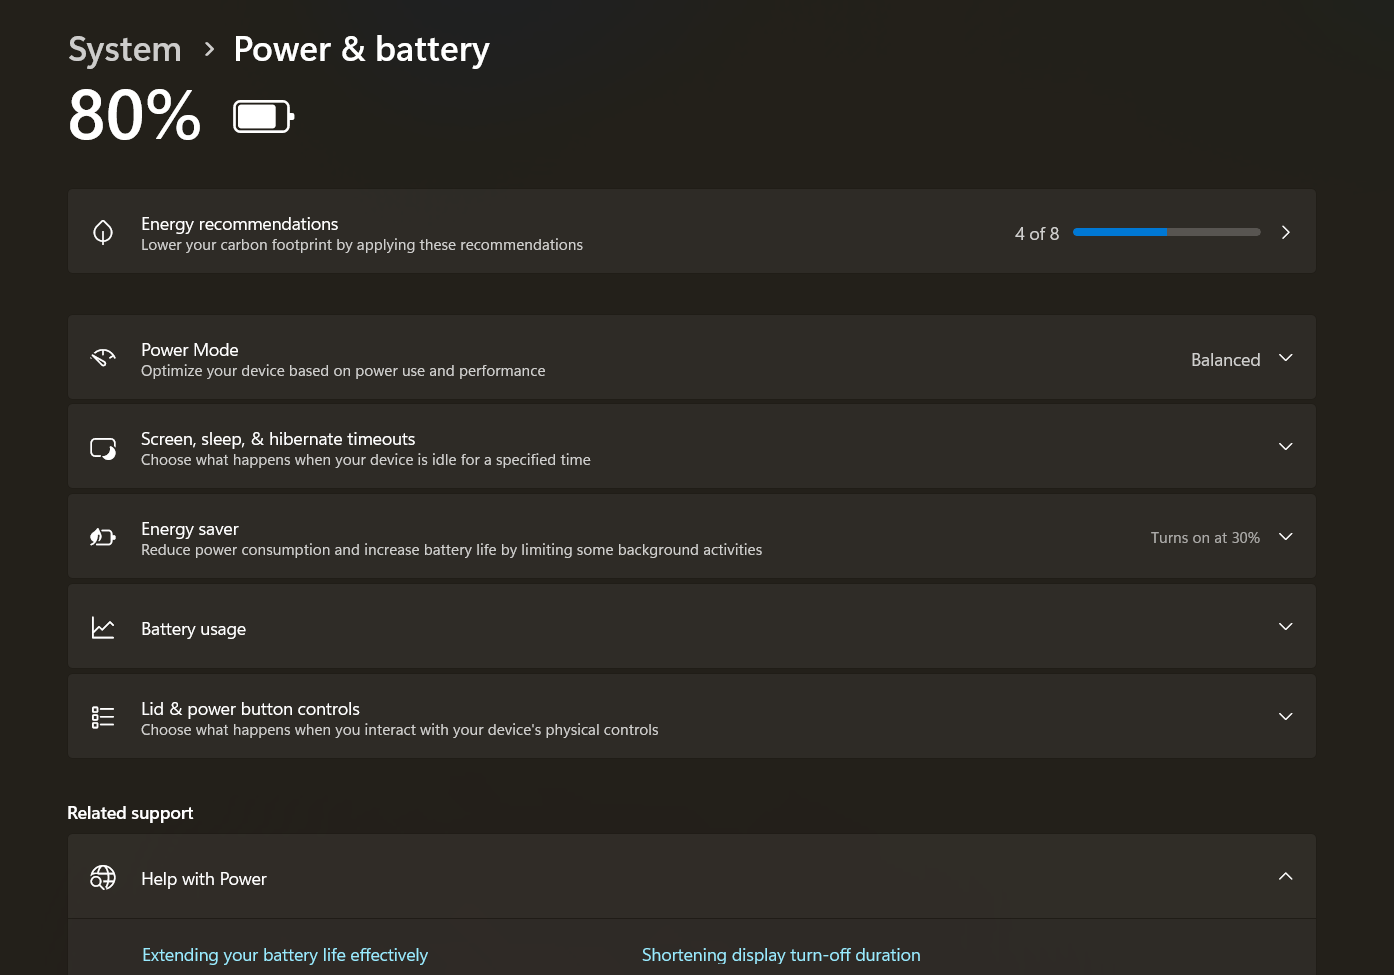 System > Power & battery
80%
Energy recommendations
Lower your carbon footprint by applying these recommendations
4 of 8
Power Mode
Optimize your device based on power use and performance
Balanced
Screen, sleep, & hibernate timeouts
Choose what happens when your device is idle for a specified time
Energy saver
Reduce power consumption and increase battery life by limiting some background activities
Turns on at 30%
Battery usage
Lid & power button controls
Choose what happens when you interact with your device's physical controls
Related support
Help with Power
Extending your battery life effectively
Shortening display turn-off duration